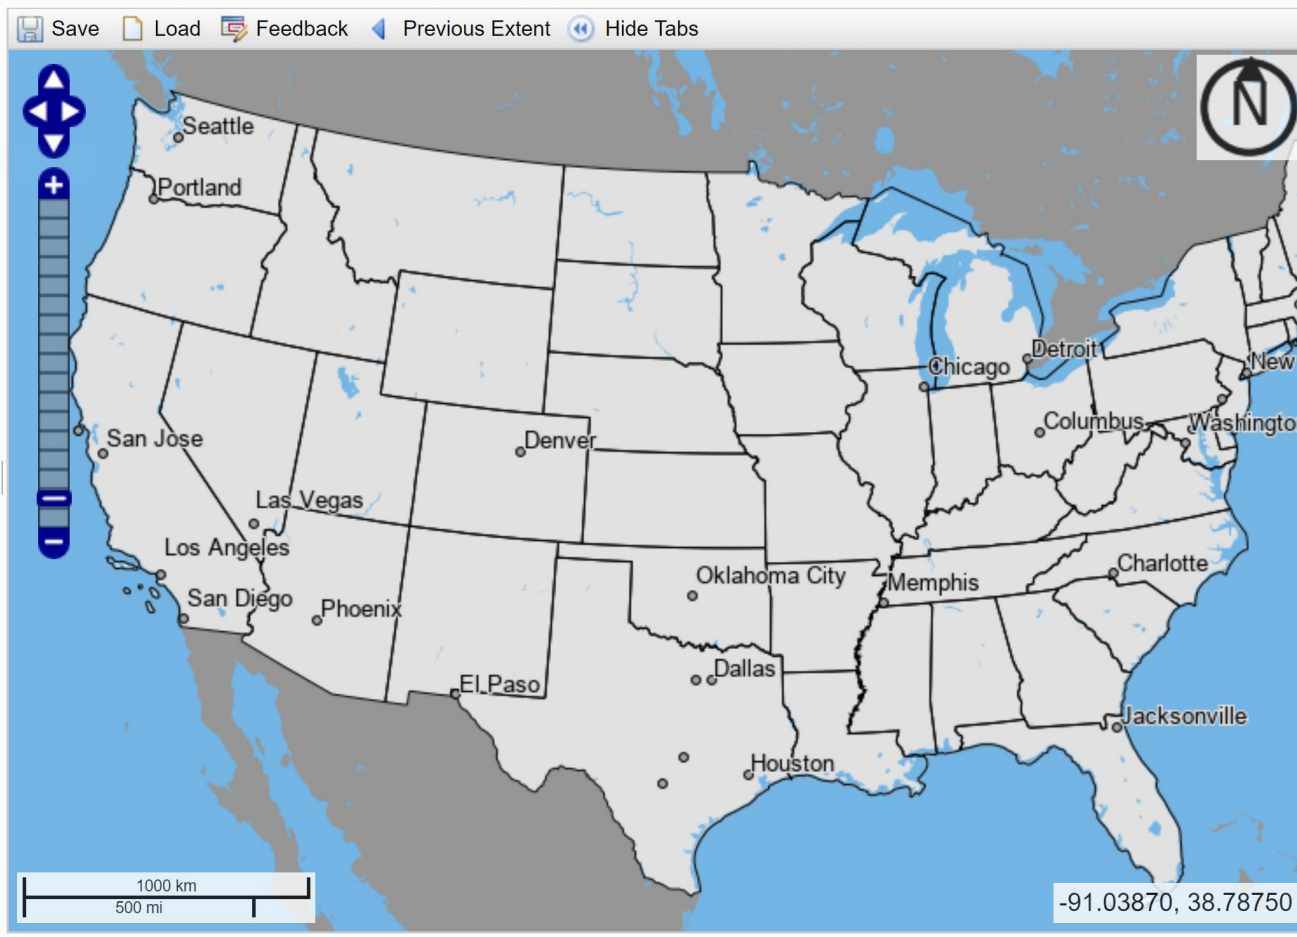 Save Load Feedback Previous Extent Hide Tabs
N
Seattle
Portland
Detroit
Chicago
New
San Jose
Denver
Columbus
Washingto
Las Vegas
Los Angeles
Charlotte
Oklahoma City
Memphis
San Diego
Phoenix
Dallas
El Paso
Jacksonville
Houston
1000 km
500 mi
-91.03870, 38.78750